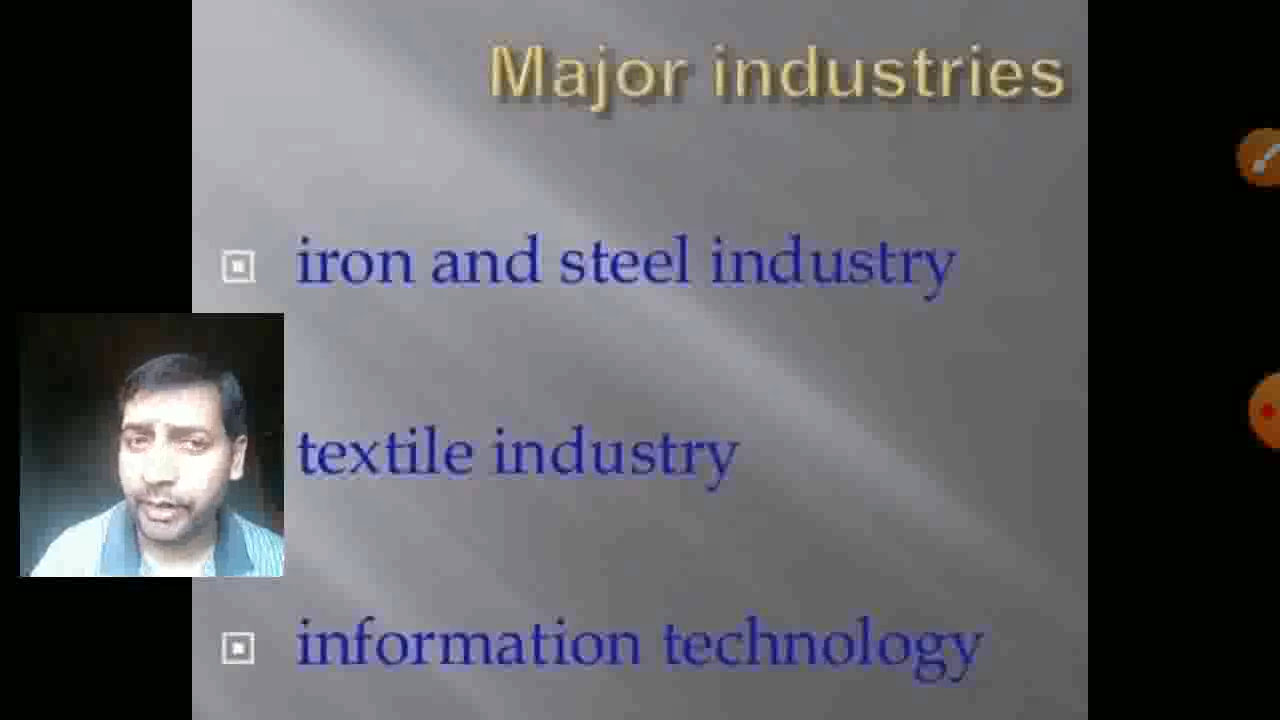 Major industries
iron and steel industry
textile industry
information technology